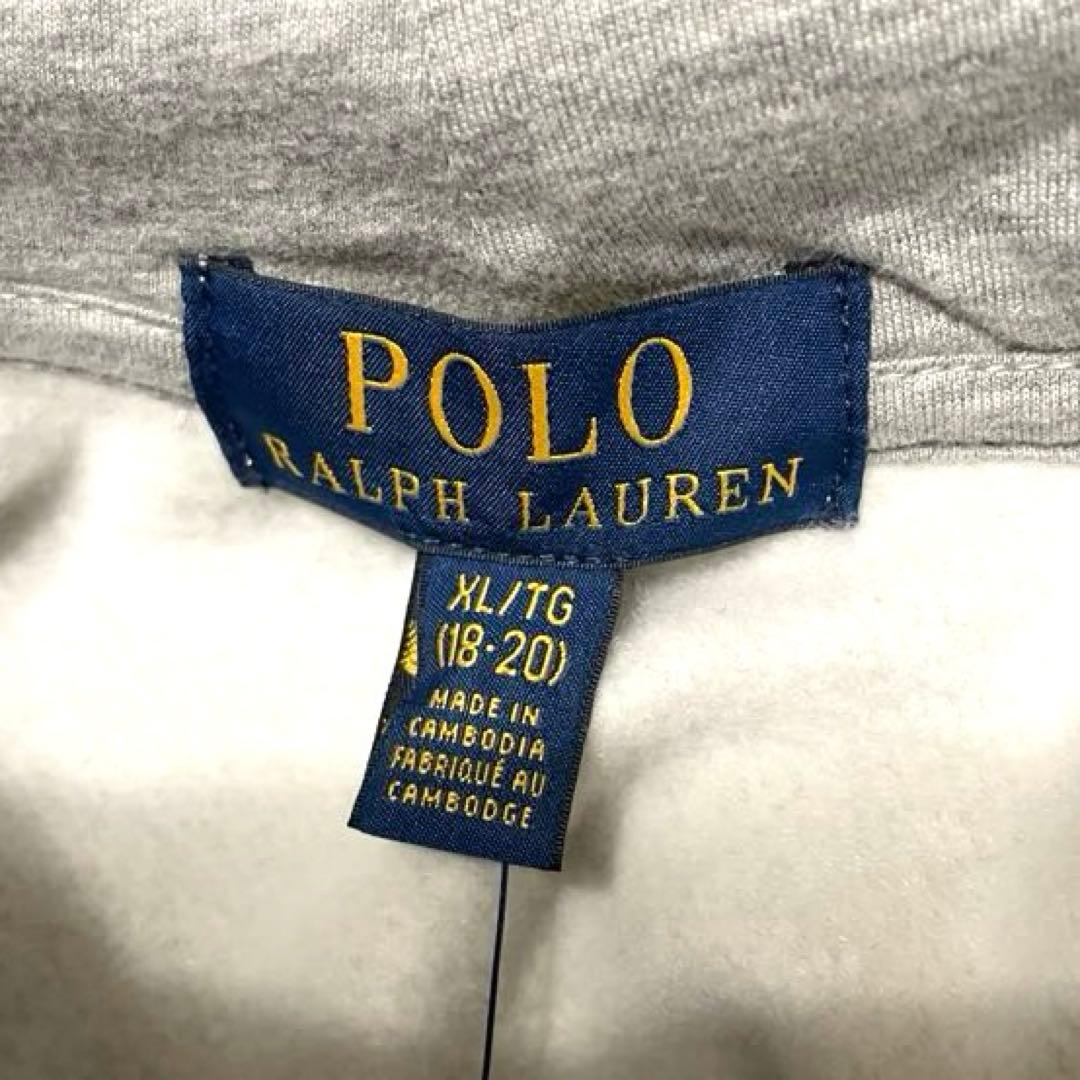 POLO
RALPH LAUREN
XL/TG
(18-20)
MADE IN
CAMBODIA
FABRIQUÉ AU
CAMBODGE